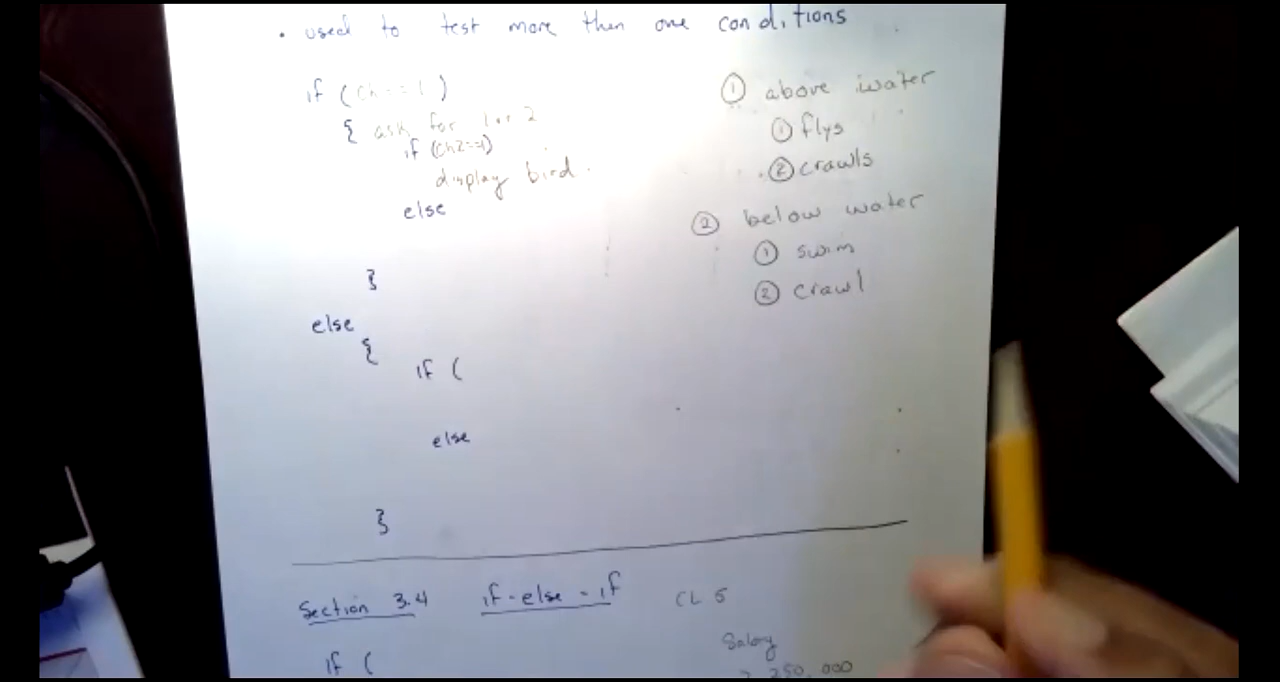 • used to test more then one conditions
if (ch == 1)
{ ask for 1 or 2
if (ch2==1)
display bird.
else
}
else
{
if (
else
}
① above water
① flys
② crawls
② below water
① swim
② crawl
Section 3.4 if-else-if CL 5
if (
Salary
250,000